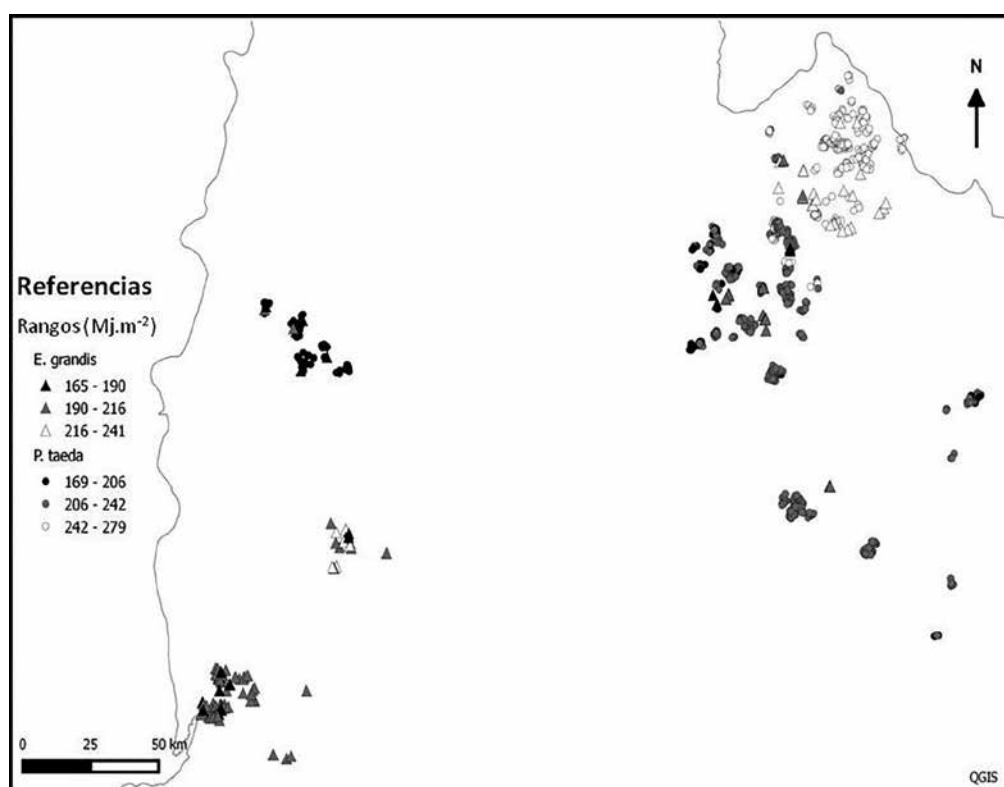 N
Referencias
Rangos (Mj.m⁻²)
E. grandis
165 - 190
190 - 216
216 - 241
P. taeda
169 - 206
206 - 242
242 - 279
0 25 50 km
QGIS